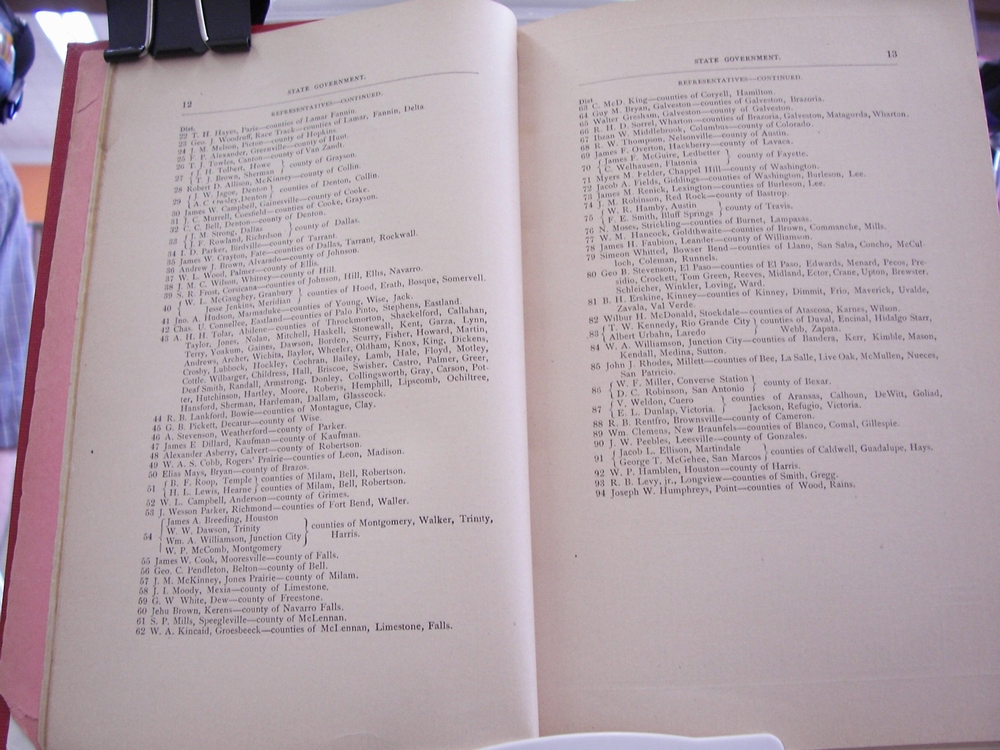 12
STATE GOVERNMENT.
REPRESENTATIVES—CONTINUED.
Dist.
22 T. H. Hayes, Paris—counties of Lamar Fannin.
23 Geo. J. Woodruff, Race Track—counties of Lamar, Fannin, Delta
24 J. M. Melson, Picton—county of Hopkins.
25 F. P. Alexander, Greenville—county of Hunt.
26 T. J. Towles, Canton—county of Van Zandt.
27 { J. H. Tolbert, Howe
T. J. Brown, Sherman } county of Grayson.
28 Robert D. Allison, McKinney—county of Collin.
29 { J. W. Jagoe, Denton
A. C. Owsley, Denton } counties of Denton, Collin.
30 James W. Campbell, Gainesville—county of Cooke.
31 J. C. Murrell, Coesfield—counties of Cooke, Grayson.
32 C. C. Bell, Denton—county of Denton.
33 { J. M. Strong, Dallas
J. F. Rowland, Richrdson } county of Dallas.
34 I. D. Parker, Birdville—county of Tarrant.
35 James W. Crayton, Fate—counties of Dallas, Tarrant, Rockwall.
36 Andrew J. Brown, Alvarado—county of Johnson.
37 W. L. Wood, Palmer—county of Ellis.
38 J. M. C. Wilson, Whitney—county of Hill.
39 S. R. Frost, Corsicana—counties of Johnson, Hill, Ellis, Navarro.
40 { W. L. McGaughey, Granbury
Jesse Jenkins, Meridian } counties of Hood, Erath, Bosque, Somervell.
41 Jno. A. Hudson, Marmaduke—counties of Young, Wise, Jack.
42 Chas. U. Connellee, Eastland—counties of Palo Pinto, Stephens, Eastland.
43 A. H. H. Tolar, Abilene—counties of Throckmorton, Shackelford, Callahan,
Taylor, Jones, Nolan, Mitchell, Haskell, Stonewall, Kent, Garza, Lynn,
Terry, Yoakum, Gaines, Dawson, Borden, Scurry, Fisher, Howard, Martin,
Andrews, Archer, Wichita, Baylor, Wheeler, Oldham, Knox, King, Dickens,
Crosby, Lubbock, Hockley, Cochran, Bailey, Lamb, Hale, Floyd, Motley,
Cottle, Wilbarger, Childress, Hall, Briscoe, Swisher, Castro, Palmer, Greer,
Deaf Smith, Randall, Armstrong, Donley, Collingsworth, Gray, Carson, Pot-
ter, Hutchinson, Hartley, Moore, Roberts, Hemphill, Lipscomb, Ochiltree,
Hansford, Sherman, Hardeman, Dallam, Glasscock.
44 R. B. Lankford, Bowie—counties of Montague, Clay.
45 G. B. Pickett, Decatur—county of Wise.
46 A. Stevenson, Weatherford—county of Parker.
47 James E Dillard, Kaufman—county of Kaufman.
48 Alexander Asberry, Calvert—county of Robertson.
49 W. A. S. Cobb, Rogers' Prairie—counties of Leon, Madison.
50 Elias Mays, Bryan—county of Brazos.
51 { B. F. Roop, Temple } counties of Milam, Bell, Robertson.
H. L. Lewis, Hearne } counties of Milam, Bell, Robertson.
52 W. L. Campbell, Anderson—county of Grimes.
53 J. Wesson Parker, Richmond—counties of Fort Bend, Waller.
54 { James A. Breeding, Houston
W. W. Dawson, Trinity
Wm. A. Williamson, Junction City
W. P. McComb, Montgomery } counties of Montgomery, Walker, Trinity,
Harris.
55 James W. Cook, Mooresville—county of Falls.
56 Geo. C. Pendleton, Belton—county of Bell.
57 J. M. McKinney, Jones Prairie—county of Milam.
58 J. I. Moody, Mexia—county of Limestone.
59 G. W White, Dew—county of Freestone.
60 Jehu Brown, Kerens—county of Navarro Falls.
61 S. P. Mills, Speegleville—county of McLennan.
62 W. A. Kincaid, Groesbeeck—counties of McLennan, Limestone, Falls.
STATE GOVERNMENT.
13
REPRESENTATIVES—CONTINUED.
Dist.
63 C. McD. King—counties of Coryell, Hamilton.
64 Guy M. Bryan, Galveston—counties of Galveston, Brazoria.
65 Walter Gresham, Galveston—county of Galveston.
66 R. H. D. Sorrel, Wharton—counties of Brazoria, Galveston, Matagorda, Wharton.
67 Dan W. Middlebrook, Columbus—county of Colorado.
68 R. W. Thompson, Nelsonville—county of Austin.
69 James F. Overton, Hackberry—county of Lavaca.
70 { James F. McGuire, Ledbetter
C. Welhausen, Flatonia } county of Fayette.
71 Myers M. Felder, Chappel Hill—county of Washington.
72 Jacob A. Fields, Giddings—counties of Washington, Burleson, Lee.
73 James M. Renick, Lexington—counties of Burleson, Lee.
74 J. M. Robinson, Red Rock—county of Bastrop.
75 { W. R. Hamby, Austin
F. E. Smith, Bluff Springs } county of Travis.
76 N. Moses, Strickling—counties of Burnet, Lampasas.
77 W. M. Hancock, Goldthwaite—counties of Brown, Commanche, Mills.
78 James H. Faubion, Leander—county of Williamson.
79 Simeon Whitted, Bowser Bend—counties of Llano, San Saba, Concho, McCul-
loch, Coleman, Runnels.
80 Geo B. Stevenson, El Paso—counties of El Paso, Edwards, Menard, Pecos, Pre-
sidio, Crockett, Tom Green, Reeves, Midland, Ector, Crane, Upton, Brewster,
Schleicher, Winkler, Loving, Ward.
81 B. H. Erskine, Kinney—counties of Kinney, Dimmit, Frio, Maverick, Uvalde,
Zavala, Val Verde.
82 Wilbur H. McDonald, Stockdale—counties of Atascosa, Karnes, Wilson.
83 { T. W. Kennedy, Rio Grande City
Albert Urbahn, Laredo } counties of Duval, Encinal, Hidalgo Starr,
Webb, Zapata.
84 W. A. Williamson, Junction City—counties of Bandera, Kerr, Kimble, Mason,
Kendall, Medina, Sutton.
85 John J. Rhodes, Millett—counties of Bee, La Salle, Live Oak, McMullen, Nueces,
San Patricio.
86 { W. F. Miller, Converse Station
D. C. Robinson, San Antonio } county of Bexar.
87 { V. Weldon, Cuero
E. L. Dunlap, Victoria. } counties of Aransas, Calhoun, DeWitt, Goliad,
Jackson, Refugio, Victoria.
88 R. B. Rentfro, Brownsville—county of Cameron.
89 Wm. Clemens, New Braunfels—counties of Blanco, Comal, Gillespie.
90 J. W. Peebles, Leesville—county of Gonzales.
91 { Jacob L. Ellison, Martindale
George T. McGehee, San Marcos } counties of Caldwell, Guadalupe, Hays.
92 W. P. Hamblen, Houston—county of Harris.
93 R. B. Levy, jr., Longview—counties of Smith, Gregg.
94 Joseph W. Humphreys, Point—counties of Wood, Rains.